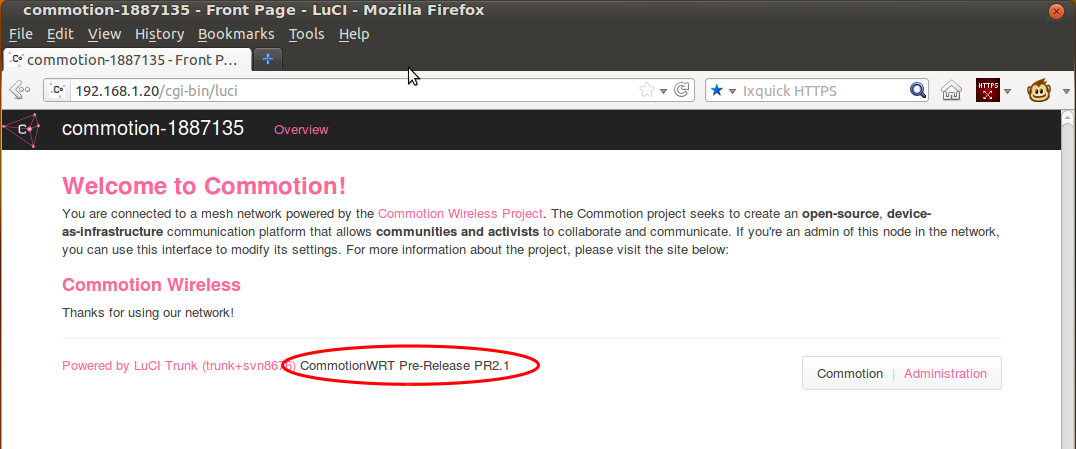 commotion-1887135 - Front Page - LuCI - Mozilla Firefox
File Edit View History Bookmarks Tools Help
commotion-1887135 - Front P...
192.168.1.20/cgi-bin/luci
Ixquick HTTPS
HTTPS
commotion-1887135 Overview
Welcome to Commotion!
You are connected to a mesh network powered by the Commotion Wireless Project. The Commotion project seeks to create an open-source, device-
as-infrastructure communication platform that allows communities and activists to collaborate and communicate. If you're an admin of this node in the network,
you can use this interface to modify its settings. For more information about the project, please visit the site below:
Commotion Wireless
Thanks for using our network!
Powered by LuCI Trunk (trunk+svn8676) CommotionWRT Pre-Release PR2.1
Commotion | Administration